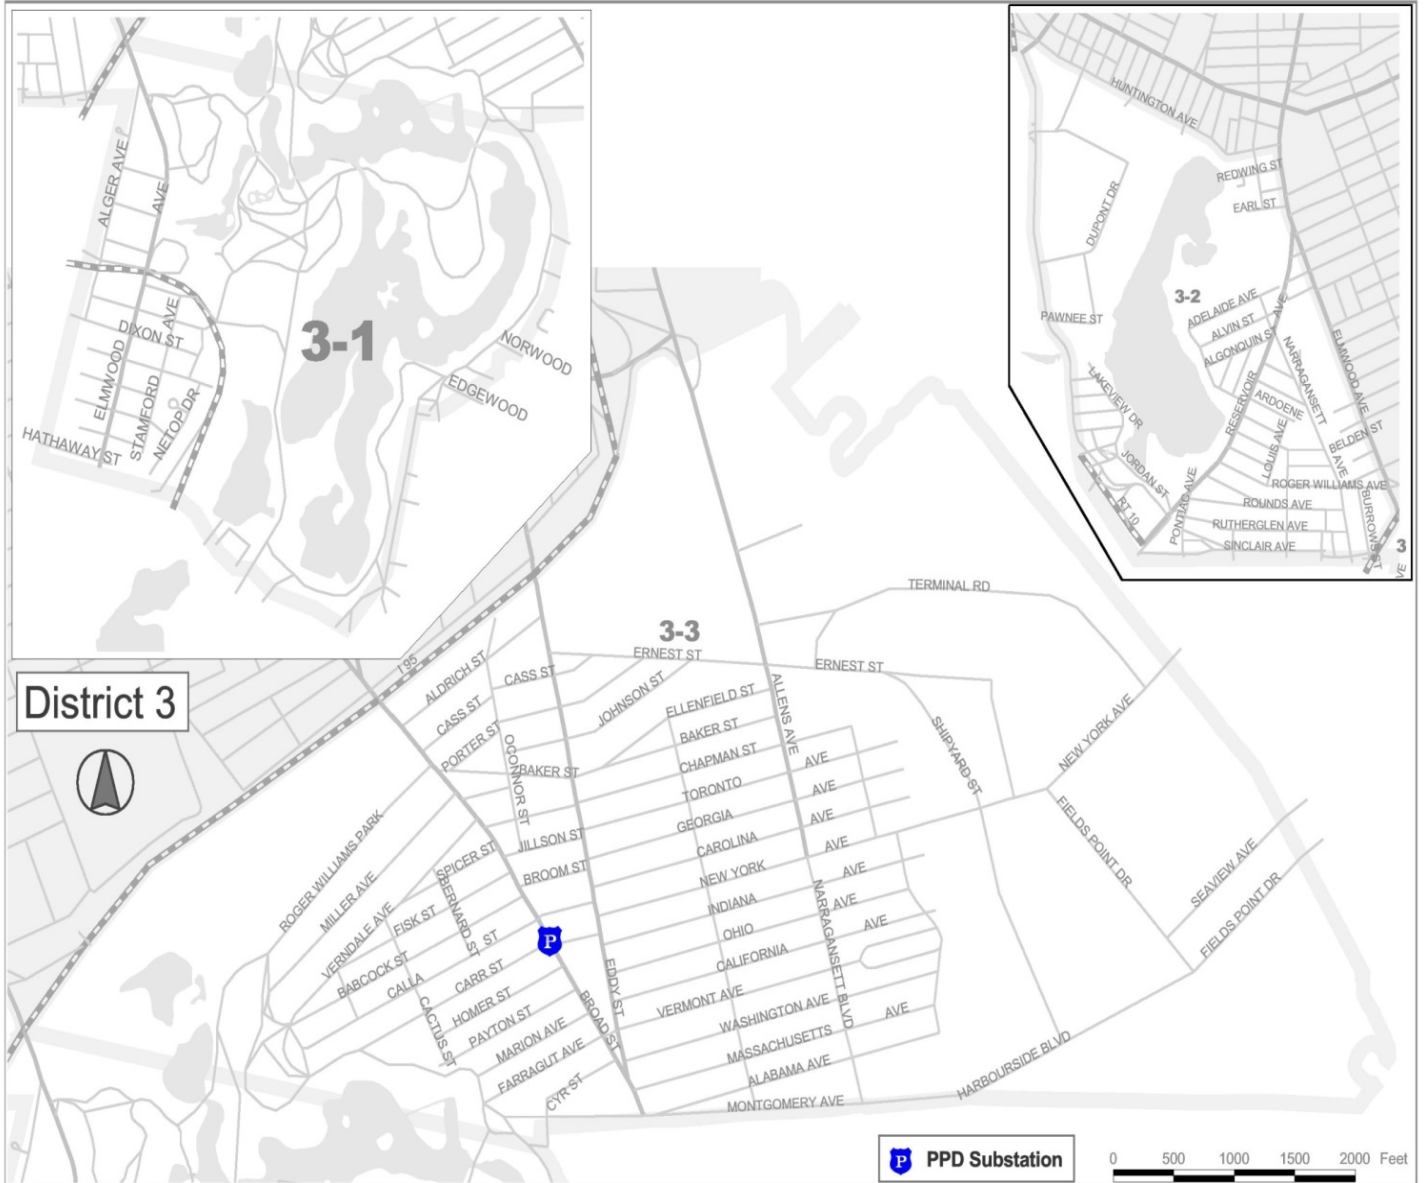 ALGER AVE
AVE
DIXON ST
AVE
ELMWOOD
STAMFORD
NETOP DR
HATHAWAY ST
3-1
NORWOOD
EDGEWOOD
HUNTINGTON AVE
REDWING ST
EARL ST
DUPONT DR
3-2
PAWNEE ST
ADELAIDE AVE
ALVIN ST
ALGONQUIN ST
AVE
RESERVOIR
NARRAGANSETT
AVE
ELMWOOD AVE
LAKEVIEW DR
ARDOENE
LOUIS AVE
BELDEN ST
JORDAN ST
RT 10
PONTIAC AVE
ROGER WILLIAMS AVE
ROUNDS AVE
RUTHERGLEN AVE
SINCLAIR AVE
BURROWS ST
3
VE
District 3
I 95
3-3
TERMINAL RD
ERNEST ST
ERNEST ST
ALDRICH ST
CASS ST
CASS ST
JOHNSON ST
PORTER ST
OCONNOR ST
BAKER ST
ELLENFIELD ST
BAKER ST
CHAPMAN ST
ALLENS AVE
SHIPYARD ST
NEW YORK AVE
TORONTO
AVE
GEORGIA
AVE
CAROLINA
AVE
NEW YORK
AVE
INDIANA
AVE
OHIO
AVE
CALIFORNIA
AVE
NARRAGANSETT BLVD
FIELDS POINT DR
SEAVIEW AVE
FIELDS POINT DR
JILLSON ST
BROOM ST
SPICER ST
ROGER WILLIAMS PARK
MILLER AVE
VERNDALE AVE
FISK ST
BERNARD ST
BABCOCK ST
CALLA
ST
CARR ST
CACTUS ST
HOMER ST
PAYTON ST
MARION AVE
FARRAGUT AVE
CYR ST
P
BROAD ST
EDDY ST
VERMONT AVE
WASHINGTON AVE
MASSACHUSETTS
AVE
ALABAMA AVE
MONTGOMERY AVE
HARBOURSIDE BLVD
P PPD Substation
0 500 1000 1500 2000 Feet